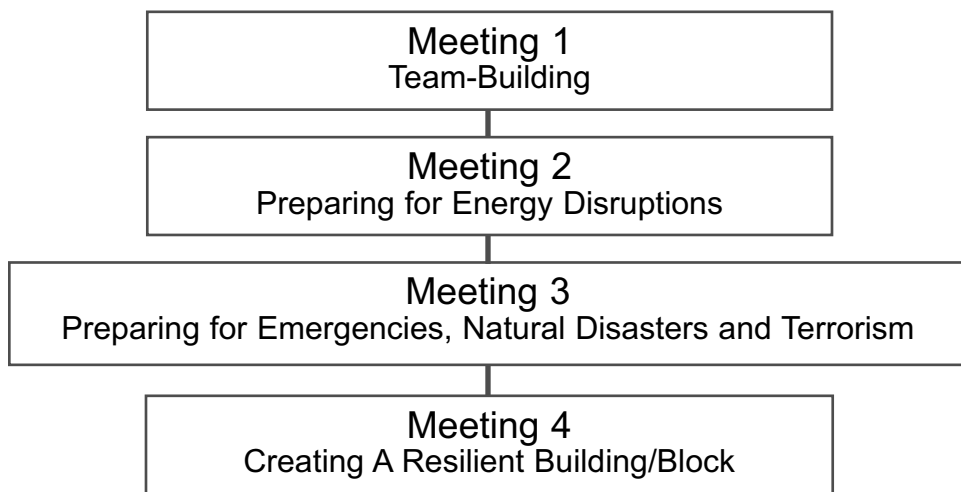 Meeting 1
Team-Building
Meeting 2
Preparing for Energy Disruptions
Meeting 3
Preparing for Emergencies, Natural Disasters and Terrorism
Meeting 4
Creating A Resilient Building/Block